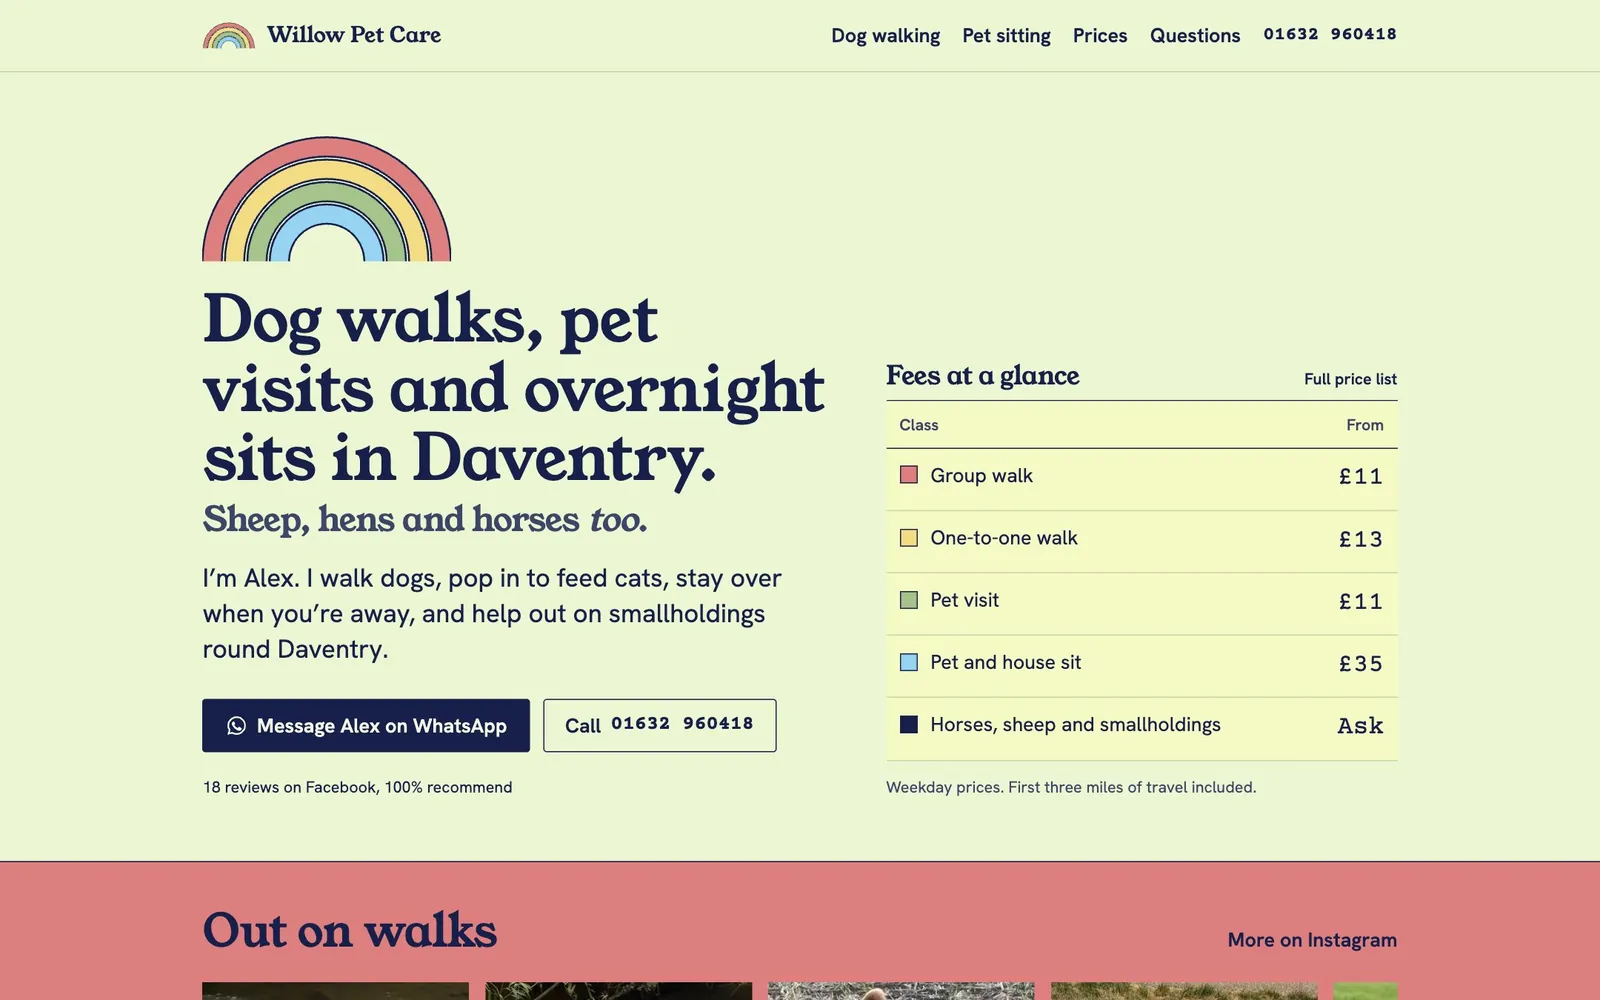 Willow Pet Care
Dog walking
Pet sitting
Prices
Questions
01632 960418
Dog walks, pet
visits and overnight
sits in Daventry.
Sheep, hens and horses too.
I’m Alex. I walk dogs, pop in to feed cats, stay over
when you’re away, and help out on smallholdings
round Daventry.
Message Alex on WhatsApp
Call 01632 960418
18 reviews on Facebook, 100% recommend
Fees at a glance
Full price list
Class From
Group walk £11
One-to-one walk £13
Pet visit £11
Pet and house sit £35
Horses, sheep and smallholdings Ask
Weekday prices. First three miles of travel included.
Out on walks
More on Instagram